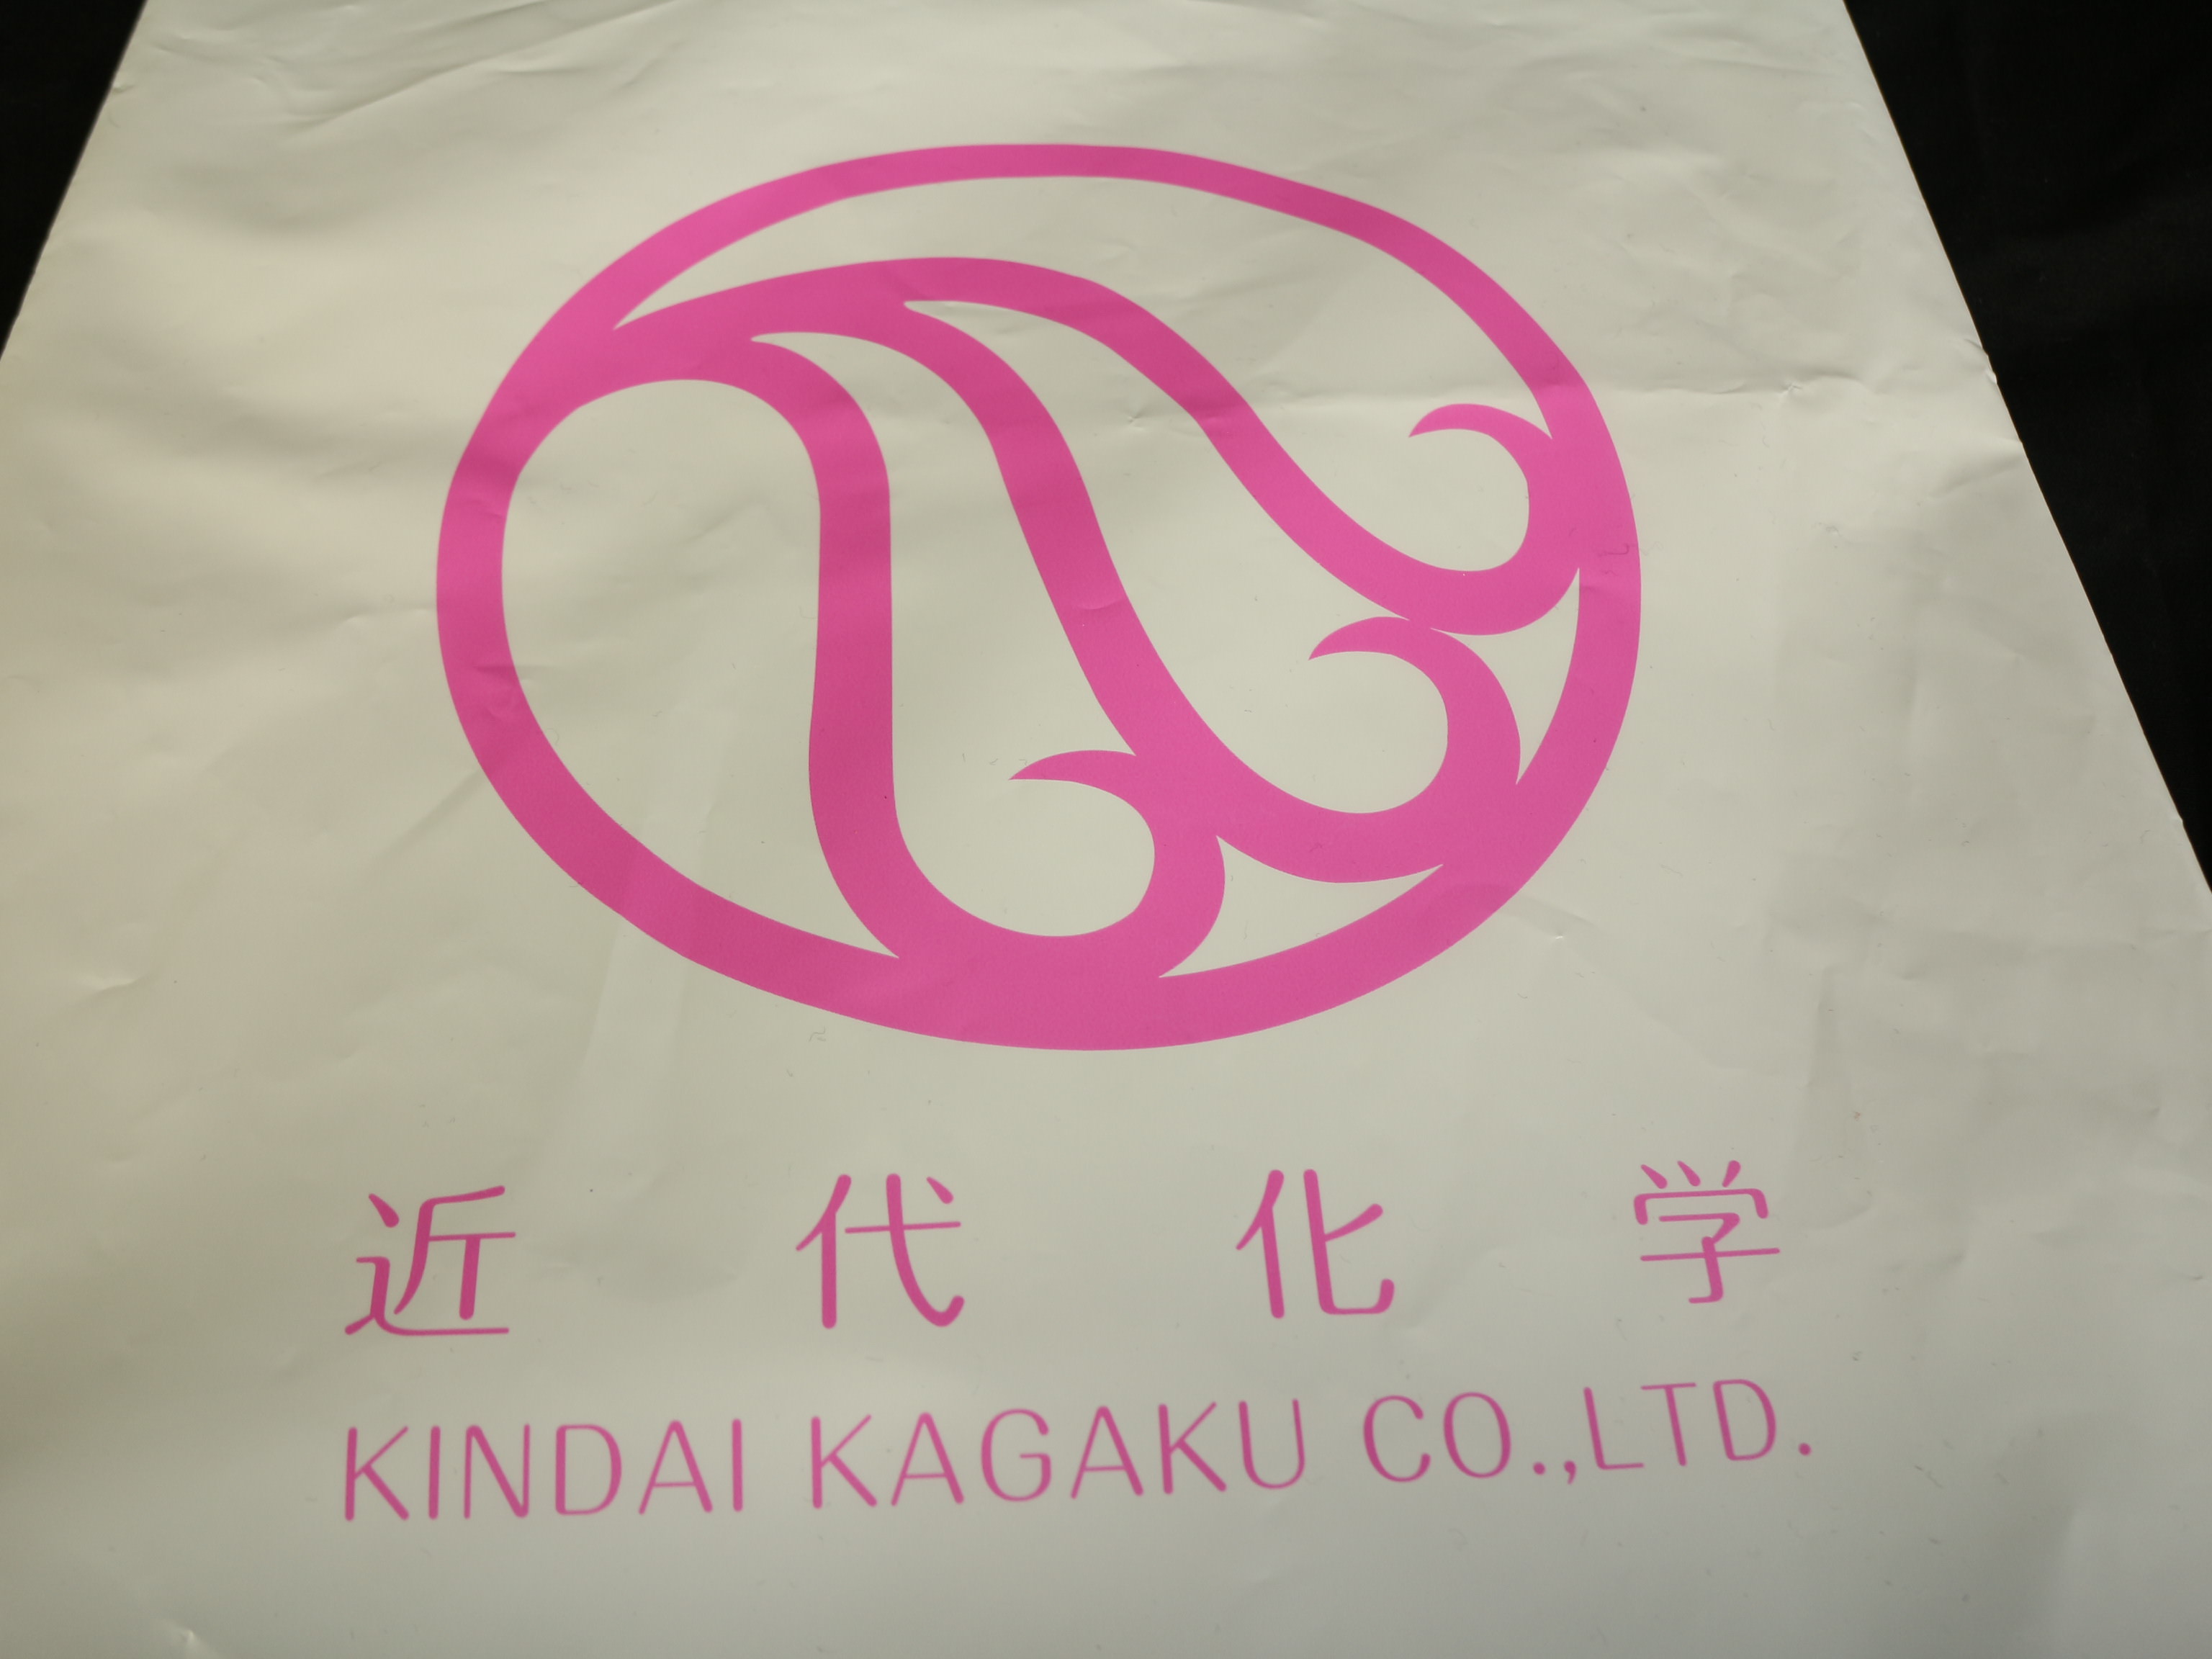 近代化学
KINDAI KAGAKU CO.,LTD.